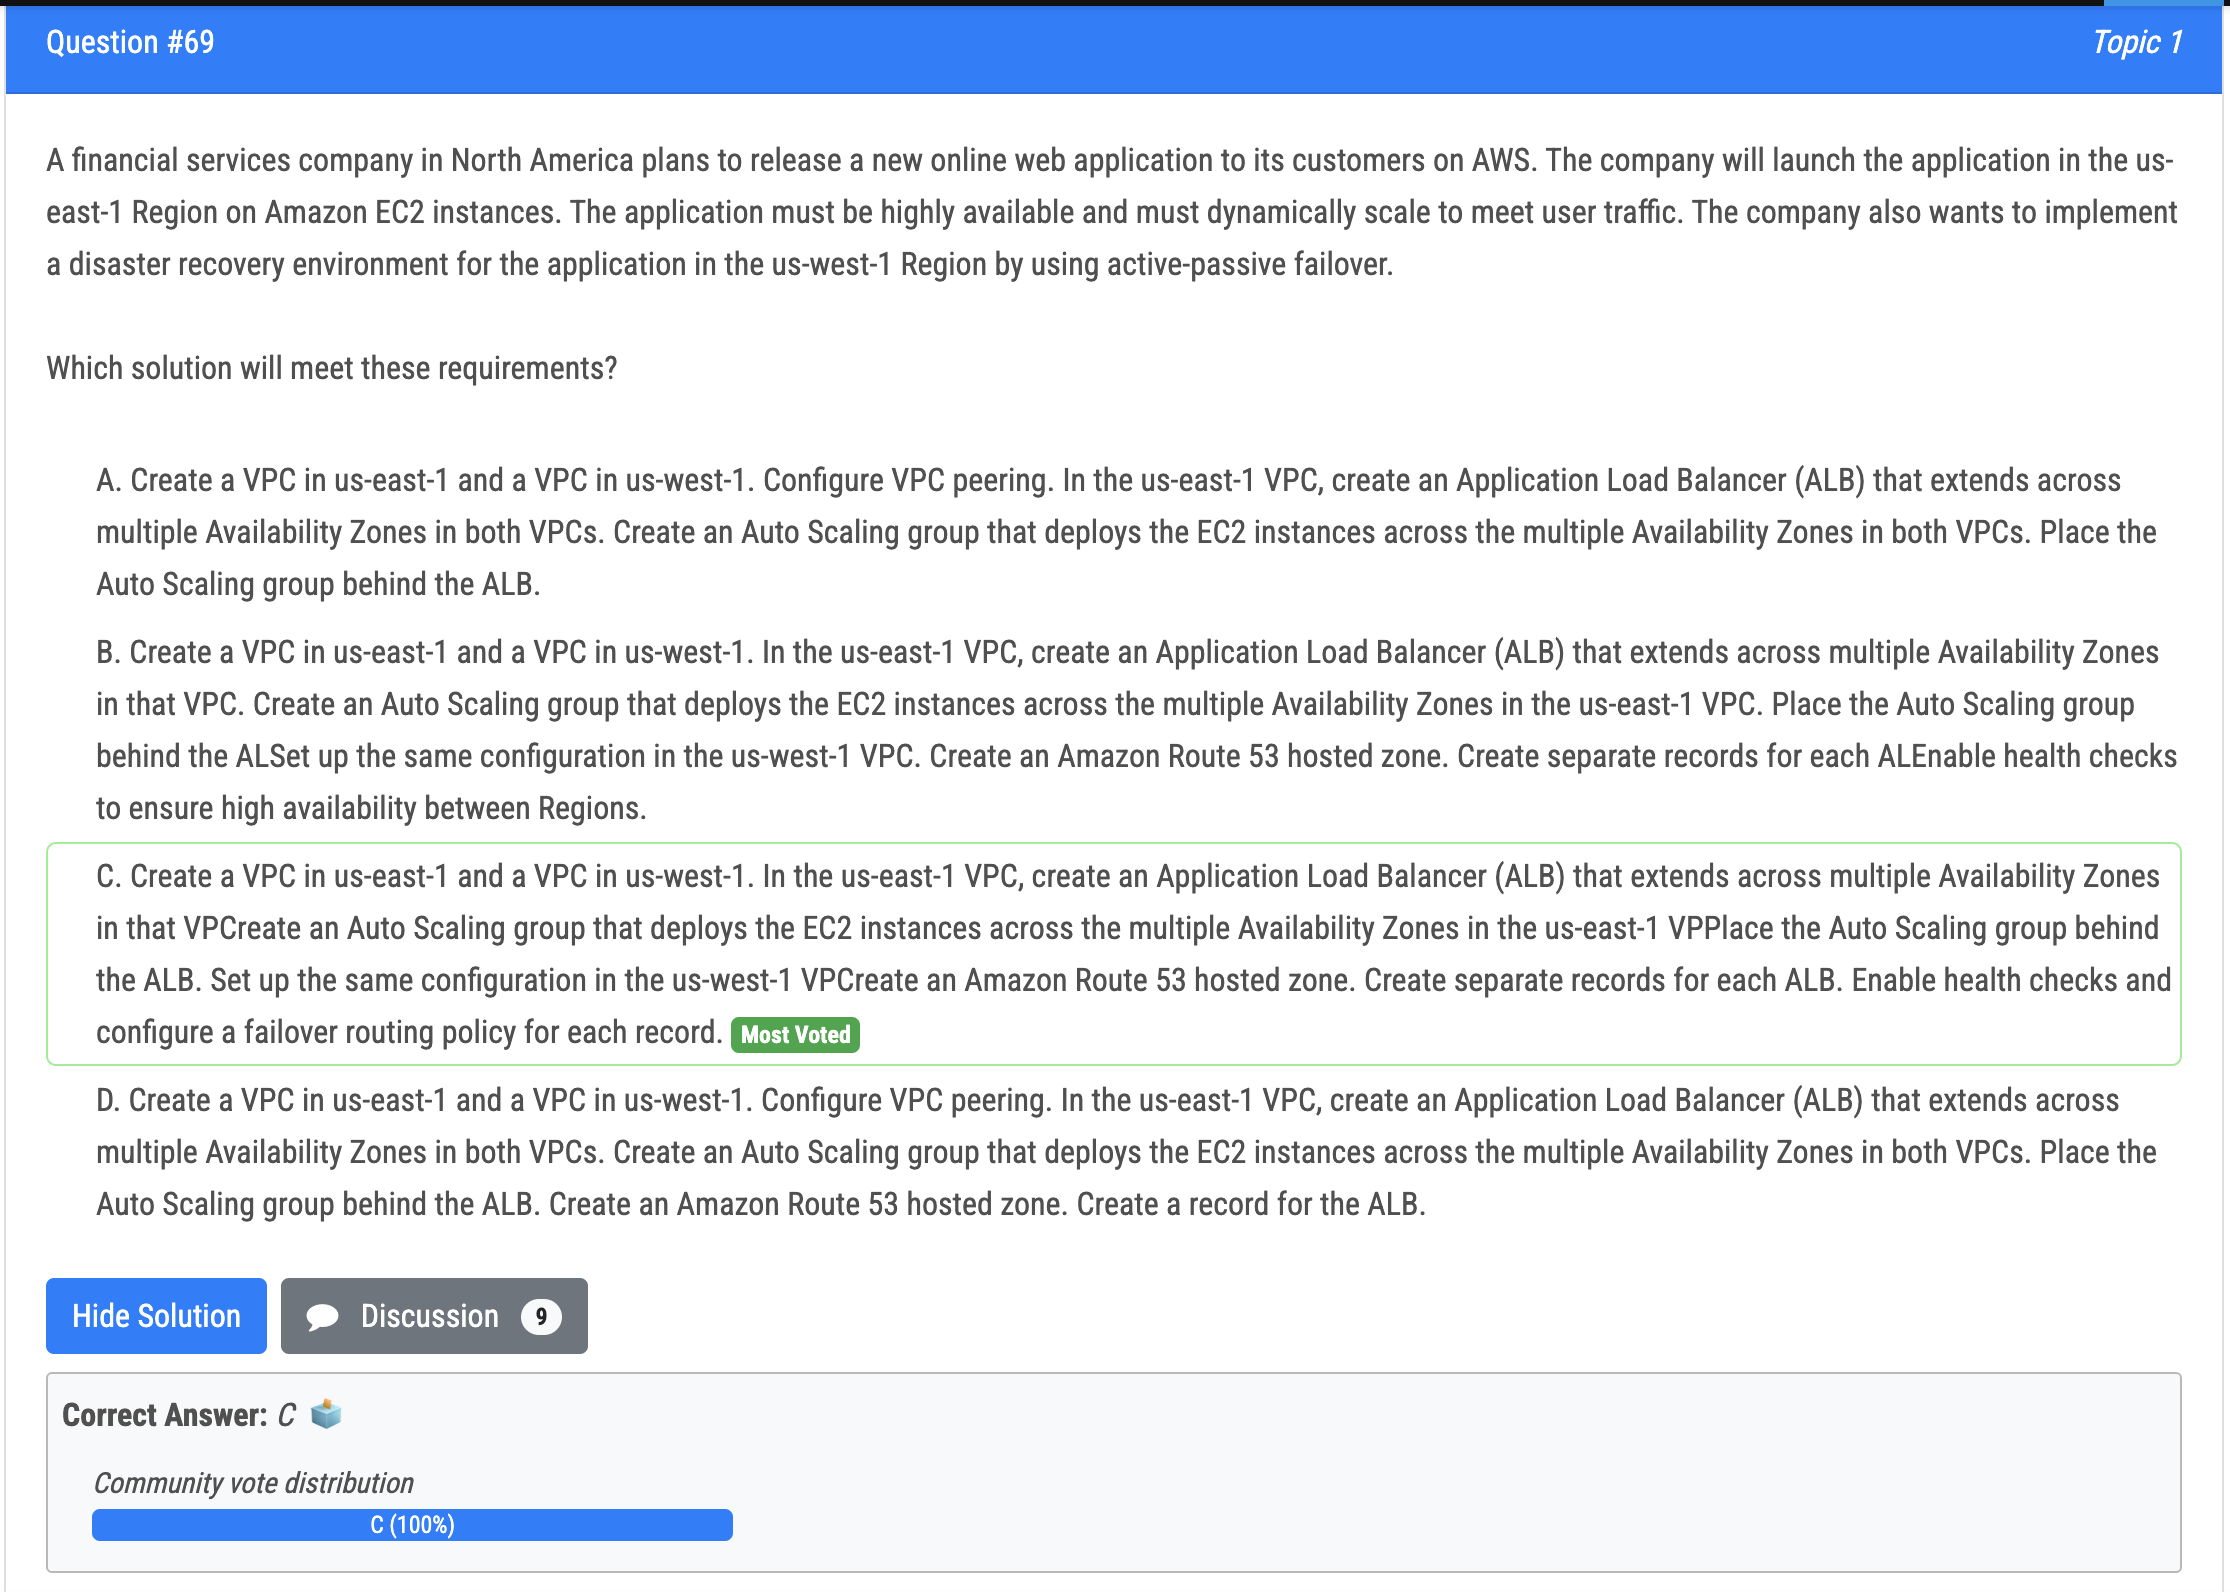 Question #69
Topic 1
A financial services company in North America plans to release a new online web application to its customers on AWS. The company will launch the application in the us-
east-1 Region on Amazon EC2 instances. The application must be highly available and must dynamically scale to meet user traffic. The company also wants to implement
a disaster recovery environment for the application in the us-west-1 Region by using active-passive failover.
Which solution will meet these requirements?
A. Create a VPC in us-east-1 and a VPC in us-west-1. Configure VPC peering. In the us-east-1 VPC, create an Application Load Balancer (ALB) that extends across
multiple Availability Zones in both VPCs. Create an Auto Scaling group that deploys the EC2 instances across the multiple Availability Zones in both VPCs. Place the
Auto Scaling group behind the ALB.
B. Create a VPC in us-east-1 and a VPC in us-west-1. In the us-east-1 VPC, create an Application Load Balancer (ALB) that extends across multiple Availability Zones
in that VPC. Create an Auto Scaling group that deploys the EC2 instances across the multiple Availability Zones in the us-east-1 VPC. Place the Auto Scaling group
behind the ALSet up the same configuration in the us-west-1 VPC. Create an Amazon Route 53 hosted zone. Create separate records for each ALEnable health checks
to ensure high availability between Regions.
C. Create a VPC in us-east-1 and a VPC in us-west-1. In the us-east-1 VPC, create an Application Load Balancer (ALB) that extends across multiple Availability Zones
in that VPCreate an Auto Scaling group that deploys the EC2 instances across the multiple Availability Zones in the us-east-1 VPPlace the Auto Scaling group behind
the ALB. Set up the same configuration in the us-west-1 VPCreate an Amazon Route 53 hosted zone. Create separate records for each ALB. Enable health checks and
configure a failover routing policy for each record. Most Voted
D. Create a VPC in us-east-1 and a VPC in us-west-1. Configure VPC peering. In the us-east-1 VPC, create an Application Load Balancer (ALB) that extends across
multiple Availability Zones in both VPCs. Create an Auto Scaling group that deploys the EC2 instances across the multiple Availability Zones in both VPCs. Place the
Auto Scaling group behind the ALB. Create an Amazon Route 53 hosted zone. Create a record for the ALB.
Hide Solution
Discussion 9
Correct Answer: C
Community vote distribution
C (100%)